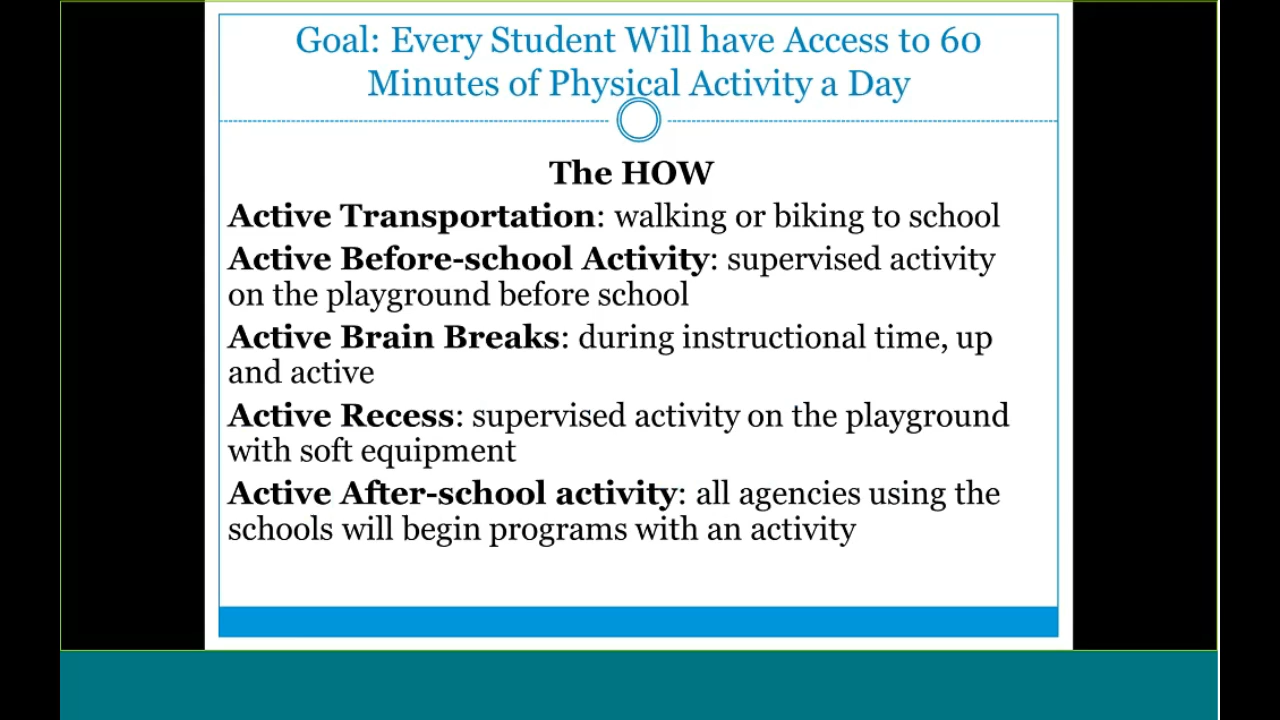 Goal: Every Student Will have Access to 60
Minutes of Physical Activity a Day
The HOW
Active Transportation: walking or biking to school
Active Before-school Activity: supervised activity
on the playground before school
Active Brain Breaks: during instructional time, up
and active
Active Recess: supervised activity on the playground
with soft equipment
Active After-school activity: all agencies using the
schools will begin programs with an activity